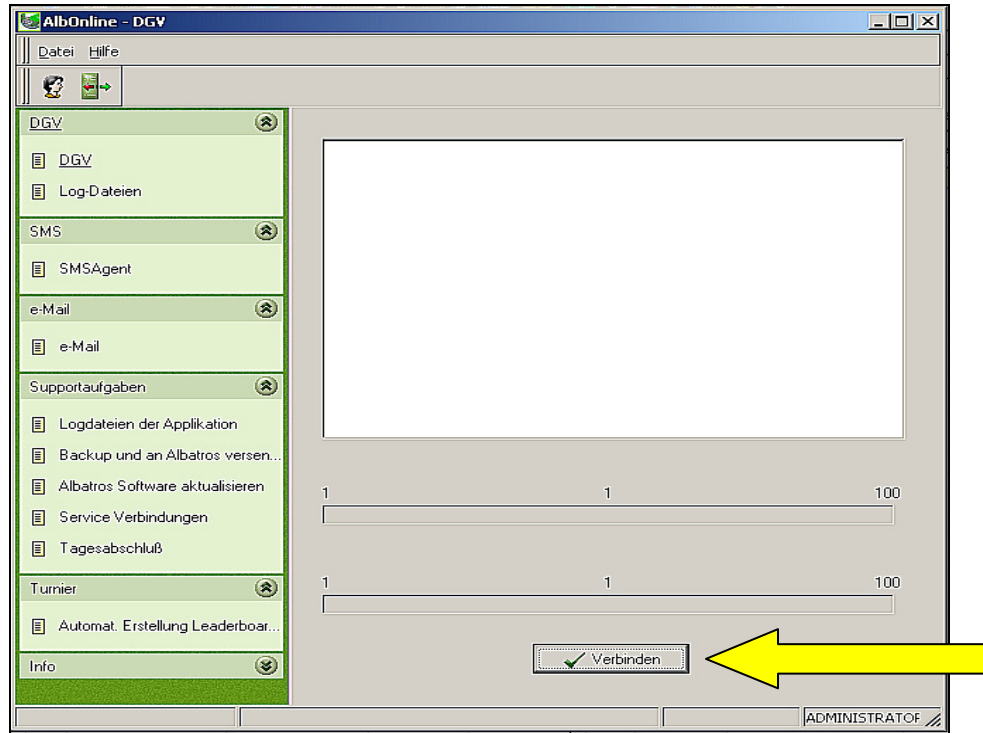 AlbOnline - DGV
Datei Hilfe
DGV
DGV
Log-Dateien
SMS
SMSAgent
e-Mail
e-Mail
Supportaufgaben
Logdateien der Applikation
Backup und an Albatros versen...
Albatros Software aktualisieren
Service Verbindungen
Tagesabschluß
Turnier
Automat. Erstellung Leaderboar...
Info
1 1 100
1 1 100
Verbinden
ADMINISTRATOR